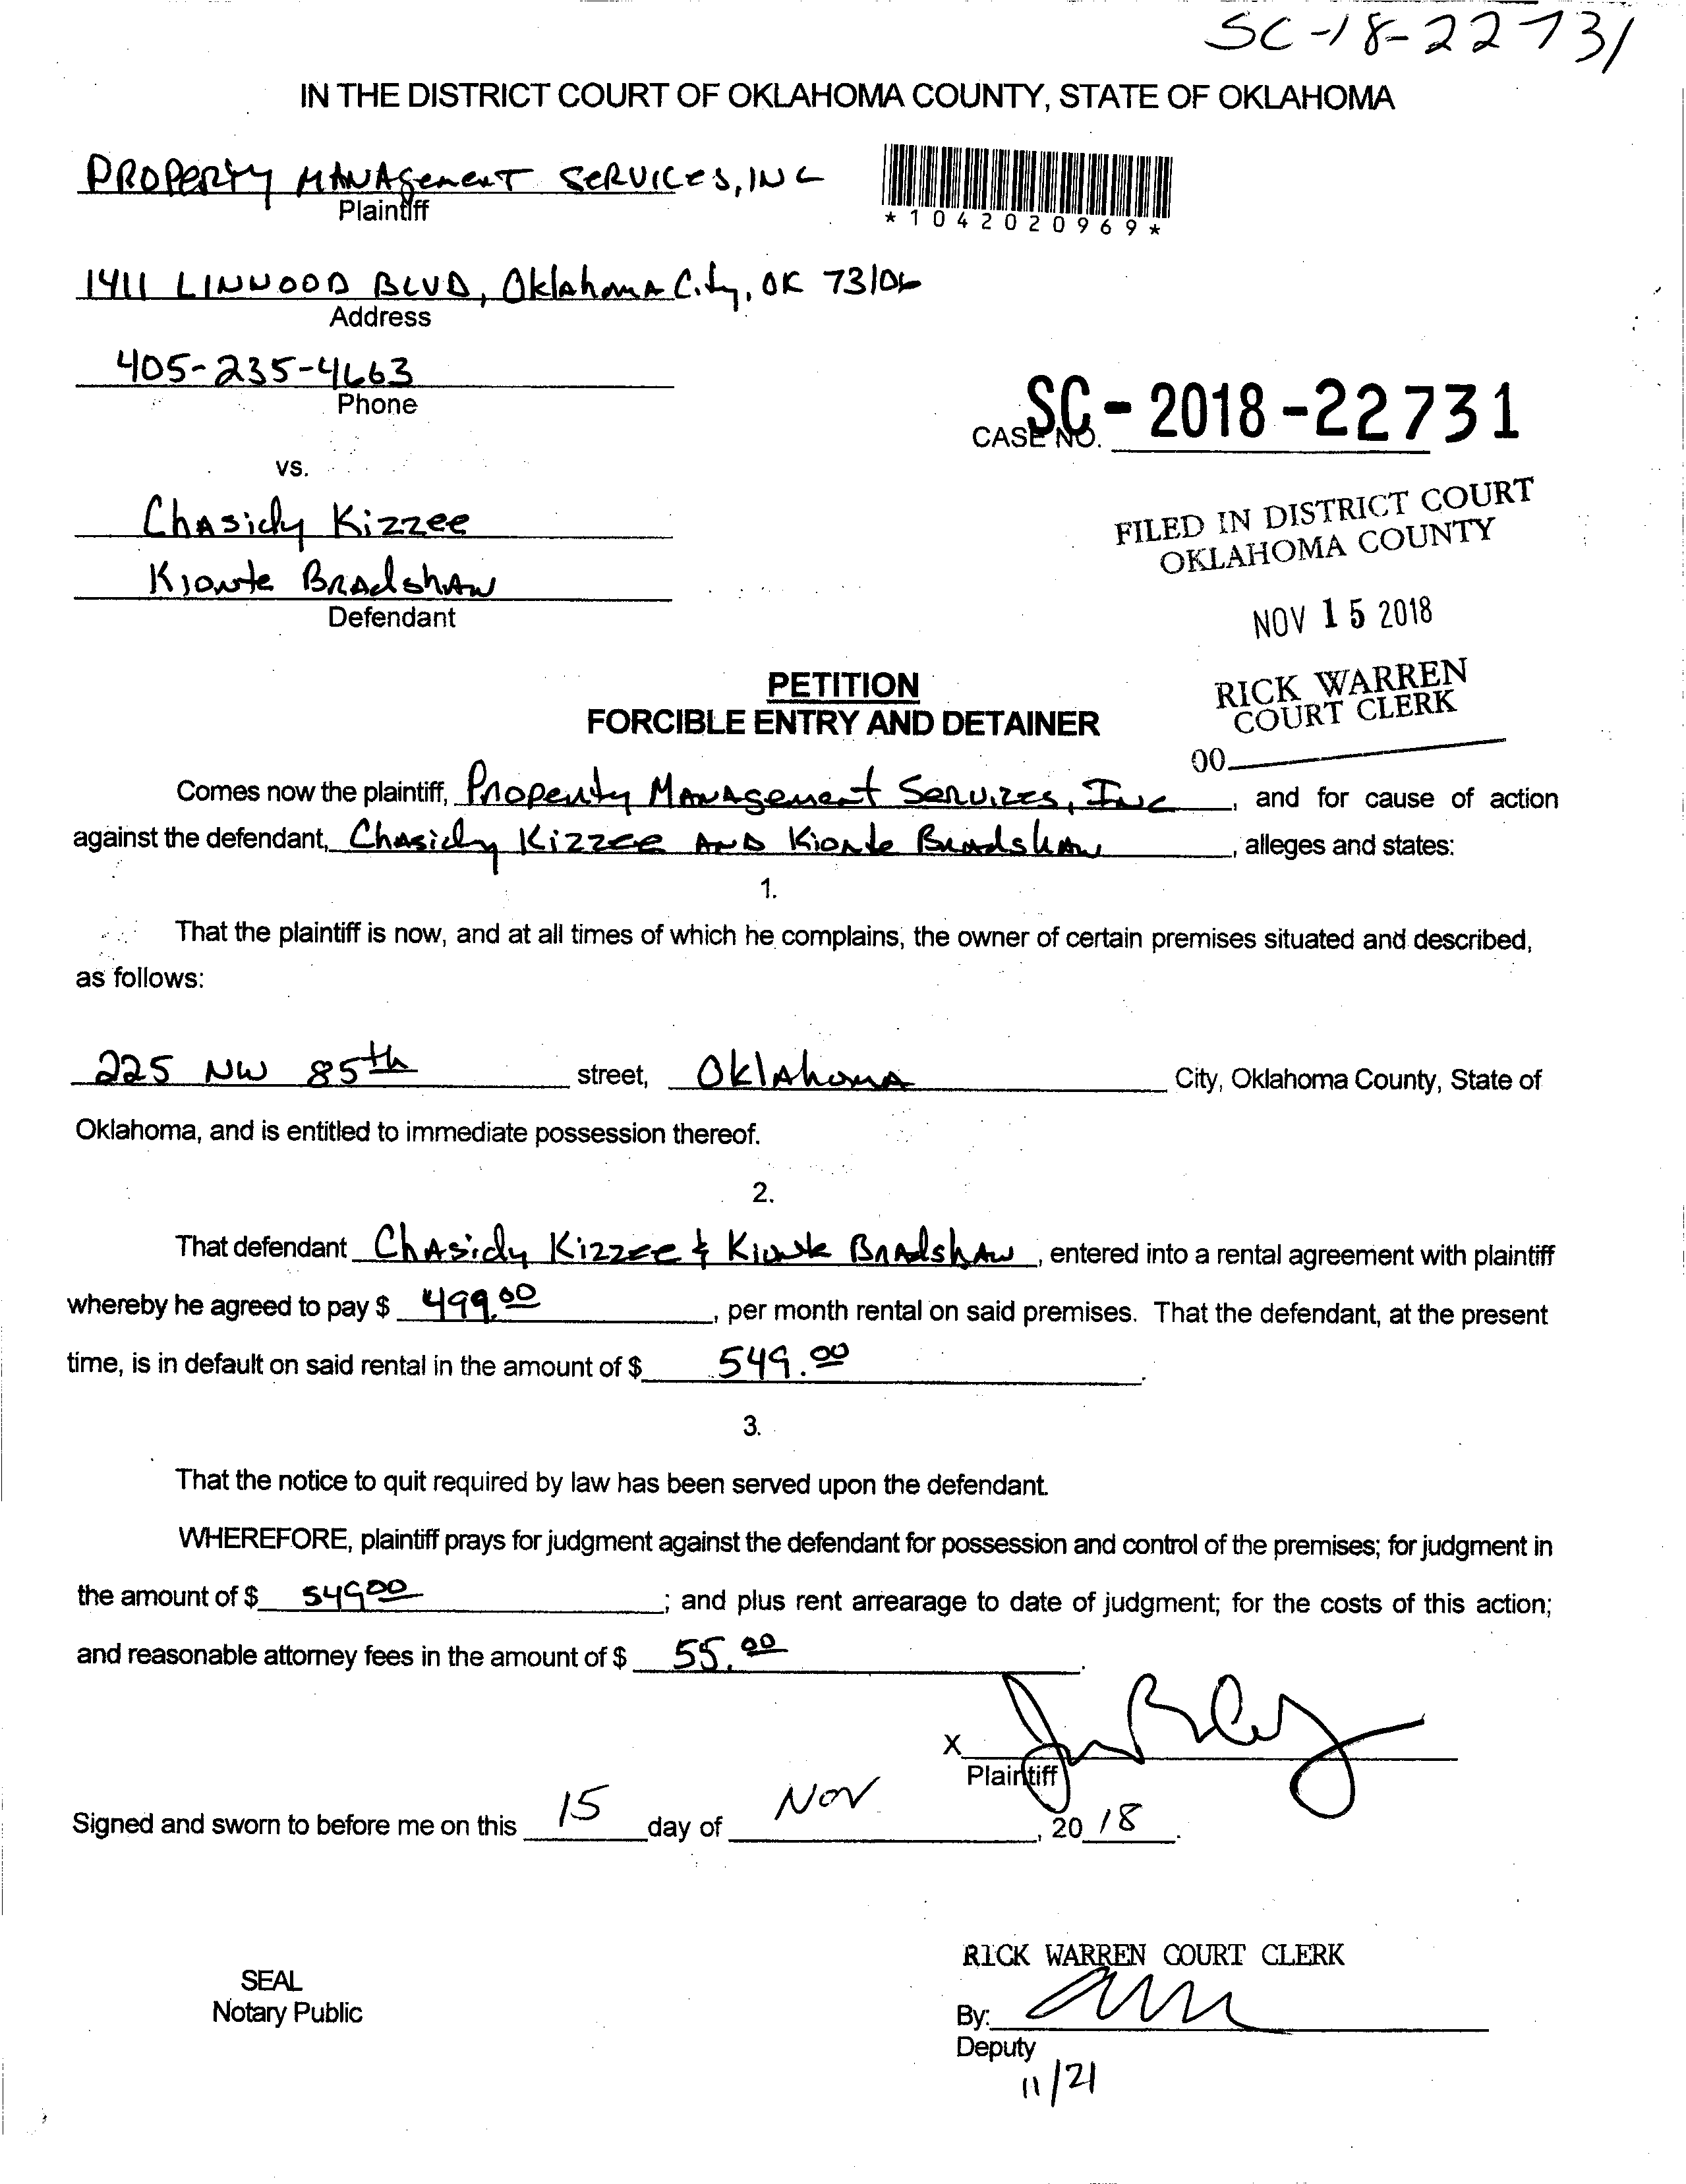 SC-18-22731
IN THE DISTRICT COURT OF OKLAHOMA COUNTY, STATE OF OKLAHOMA
PROPERTY MANAGEMENT SERVICES, INC
Plaintiff
*1042020969*
1411 LINWOOD BLVD, Oklahoma City, OK 73106
Address
405-235-4663
Phone
CASE NO. SC-2018-22731
vs.
Chasidy Kizzee
Kionte Bradshaw
Defendant
FILED IN DISTRICT COURT
OKLAHOMA COUNTY
NOV 15 2018
RICK WARREN
COURT CLERK
00
PETITION
FORCIBLE ENTRY AND DETAINER
Comes now the plaintiff, Property Management Services, Inc, and for cause of action
against the defendant, Chasidy Kizzee AND Kionte Bradshaw, alleges and states:
1.
That the plaintiff is now, and at all times of which he complains, the owner of certain premises situated and described,
as follows:
225 NW 85th street, Oklahoma City, Oklahoma County, State of
Oklahoma, and is entitled to immediate possession thereof.
2.
That defendant Chasidy Kizzee & Kionte Bradshaw, entered into a rental agreement with plaintiff
whereby he agreed to pay $ 499.00, per month rental on said premises. That the defendant, at the present
time, is in default on said rental in the amount of $ 549.00.
3.
That the notice to quit required by law has been served upon the defendant.
WHEREFORE, plaintiff prays for judgment against the defendant for possession and control of the premises; for judgment in
the amount of $ 549.00; and plus rent arrearage to date of judgment; for the costs of this action;
and reasonable attorney fees in the amount of $ 55.00.
X
Plaintiff
Signed and sworn to before me on this 15 day of Nov, 20 18.
RICK WARREN COURT CLERK
SEAL
Notary Public
By:
Deputy
11/21